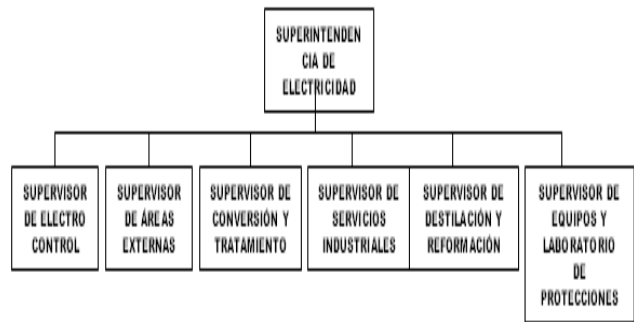 SUPERINTENDEN
CIA DE
ELECTRICIDAD
SUPERVISOR
DE ELECTRO
CONTROL
SUPERVISOR
DE ÁREAS
EXTERNAS
SUPERVISOR DE
CONVERSIÓN Y
TRATAMIENTO
SUPERVISOR DE
SERVICIOS
INDUSTRIALES
SUPERVISOR DE
DESTILACIÓN Y
REFORMACIÓN
SUPERVISOR DE
EQUIPOS Y
LABORATORIO
DE
PROTECCIONES